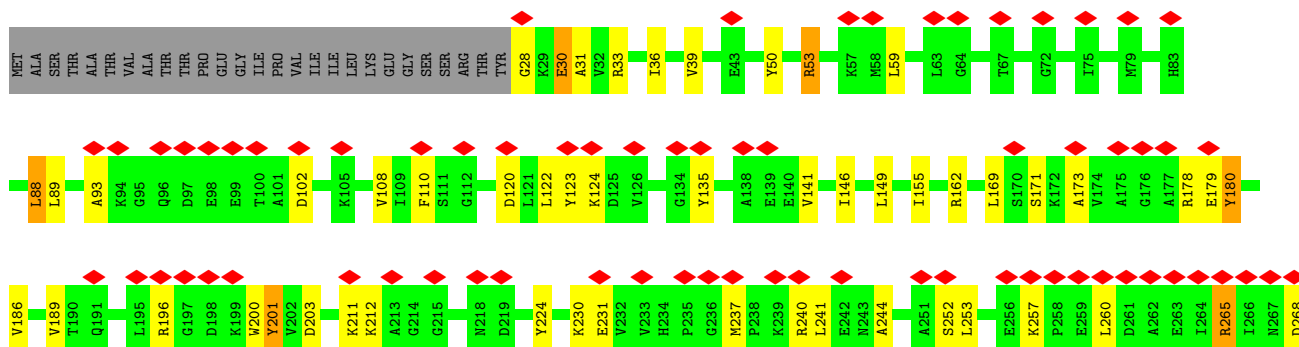 MET ALA SER THR ALA THR VAL ALA THR THR PRO GLU GLY ILE PRO VAL ILE ILE LEU LYS GLU GLY SER SER ARG THR TYR G28 K29 E30 A31 V32 R33 I36 V39 E43 Y50 R53 K57 M58 L59 L63 G64 T67 G72 I75 M79 H83
L88 L89 A93 K94 G95 Q96 D97 E98 E99 T100 A101 D102 K105 V108 I109 F110 S111 G112 D120 L121 L122 Y123 K124 D125 V126 G134 Y135 A138 E139 E140 V141 I146 L149 I155 R162 L169 S170 S171 K172 A173 V174 A175 G176 A177 R178 E179 Y180
V186 V189 T190 Q191 L195 R196 G197 D198 K199 W200 Y201 V202 D203 K211 K212 A213 G214 G215 N218 D219 Y224 K230 E231 V232 V233 H234 P235 G236 M237 P238 K239 R240 L241 E242 N243 A244 A251 S252 L253 E256 K257 P258 E259 L260 D261 A262 E263 I264 R265 I266 N267 D268